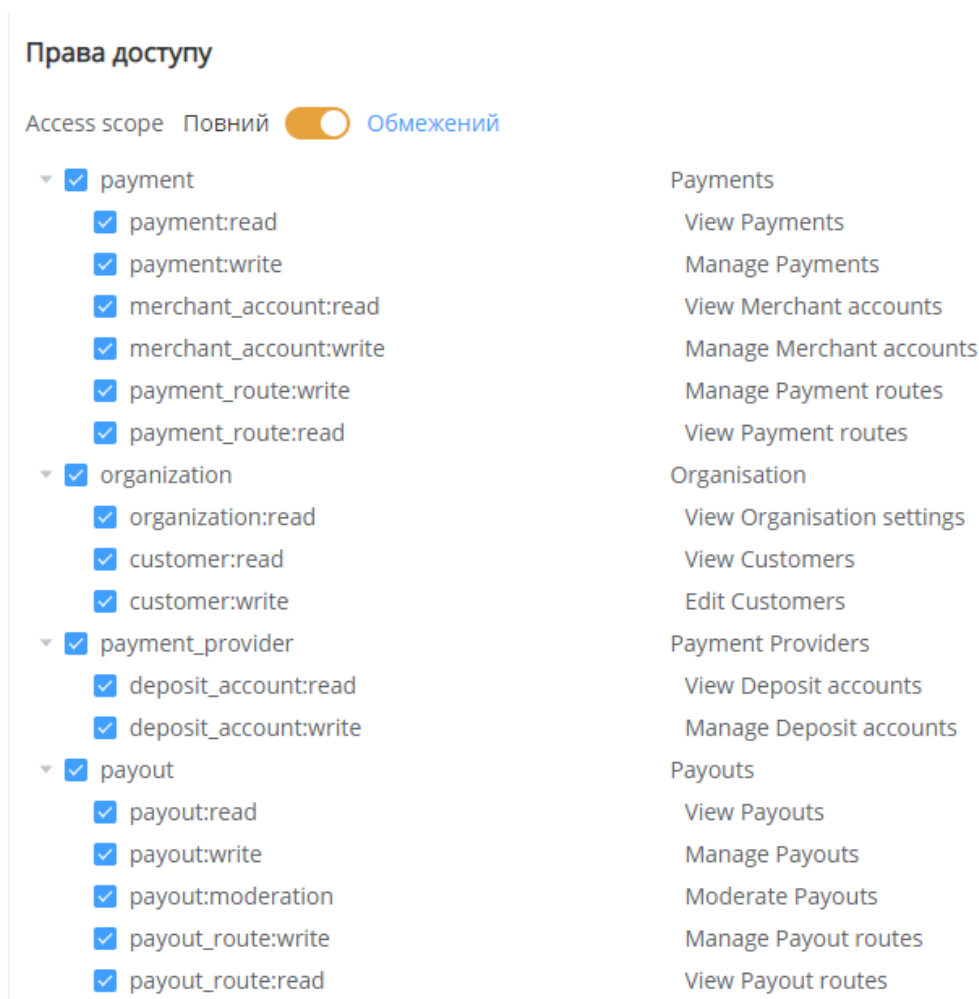 Права доступу
Access scope Повний Обмежений
payment Payments
payment:read View Payments
payment:write Manage Payments
merchant_account:read View Merchant accounts
merchant_account:write Manage Merchant accounts
payment_route:write Manage Payment routes
payment_route:read View Payment routes
organization Organisation
organization:read View Organisation settings
customer:read View Customers
customer:write Edit Customers
payment_provider Payment Providers
deposit_account:read View Deposit accounts
deposit_account:write Manage Deposit accounts
payout Payouts
payout:read View Payouts
payout:write Manage Payouts
payout:moderation Moderate Payouts
payout_route:write Manage Payout routes
payout_route:read View Payout routes